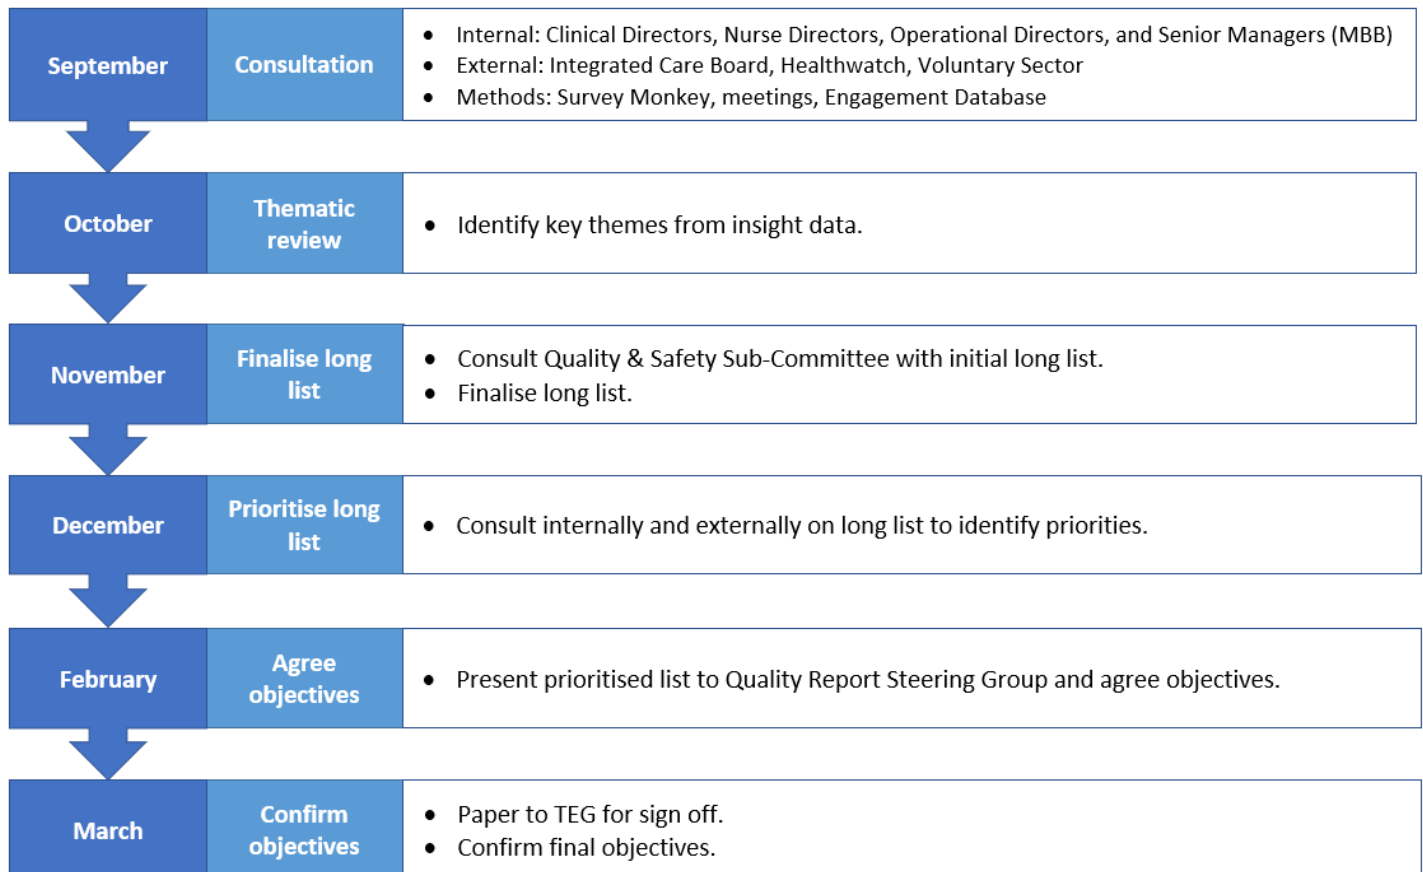 September
Consultation
• Internal: Clinical Directors, Nurse Directors, Operational Directors, and Senior Managers (MBB)
• External: Integrated Care Board, Healthwatch, Voluntary Sector
• Methods: Survey Monkey, meetings, Engagement Database
October
Thematic
review
• Identify key themes from insight data.
November
Finalise long
list
• Consult Quality & Safety Sub-Committee with initial long list.
• Finalise long list.
December
Prioritise long
list
• Consult internally and externally on long list to identify priorities.
February
Agree
objectives
• Present prioritised list to Quality Report Steering Group and agree objectives.
March
Confirm
objectives
• Paper to TEG for sign off.
• Confirm final objectives.